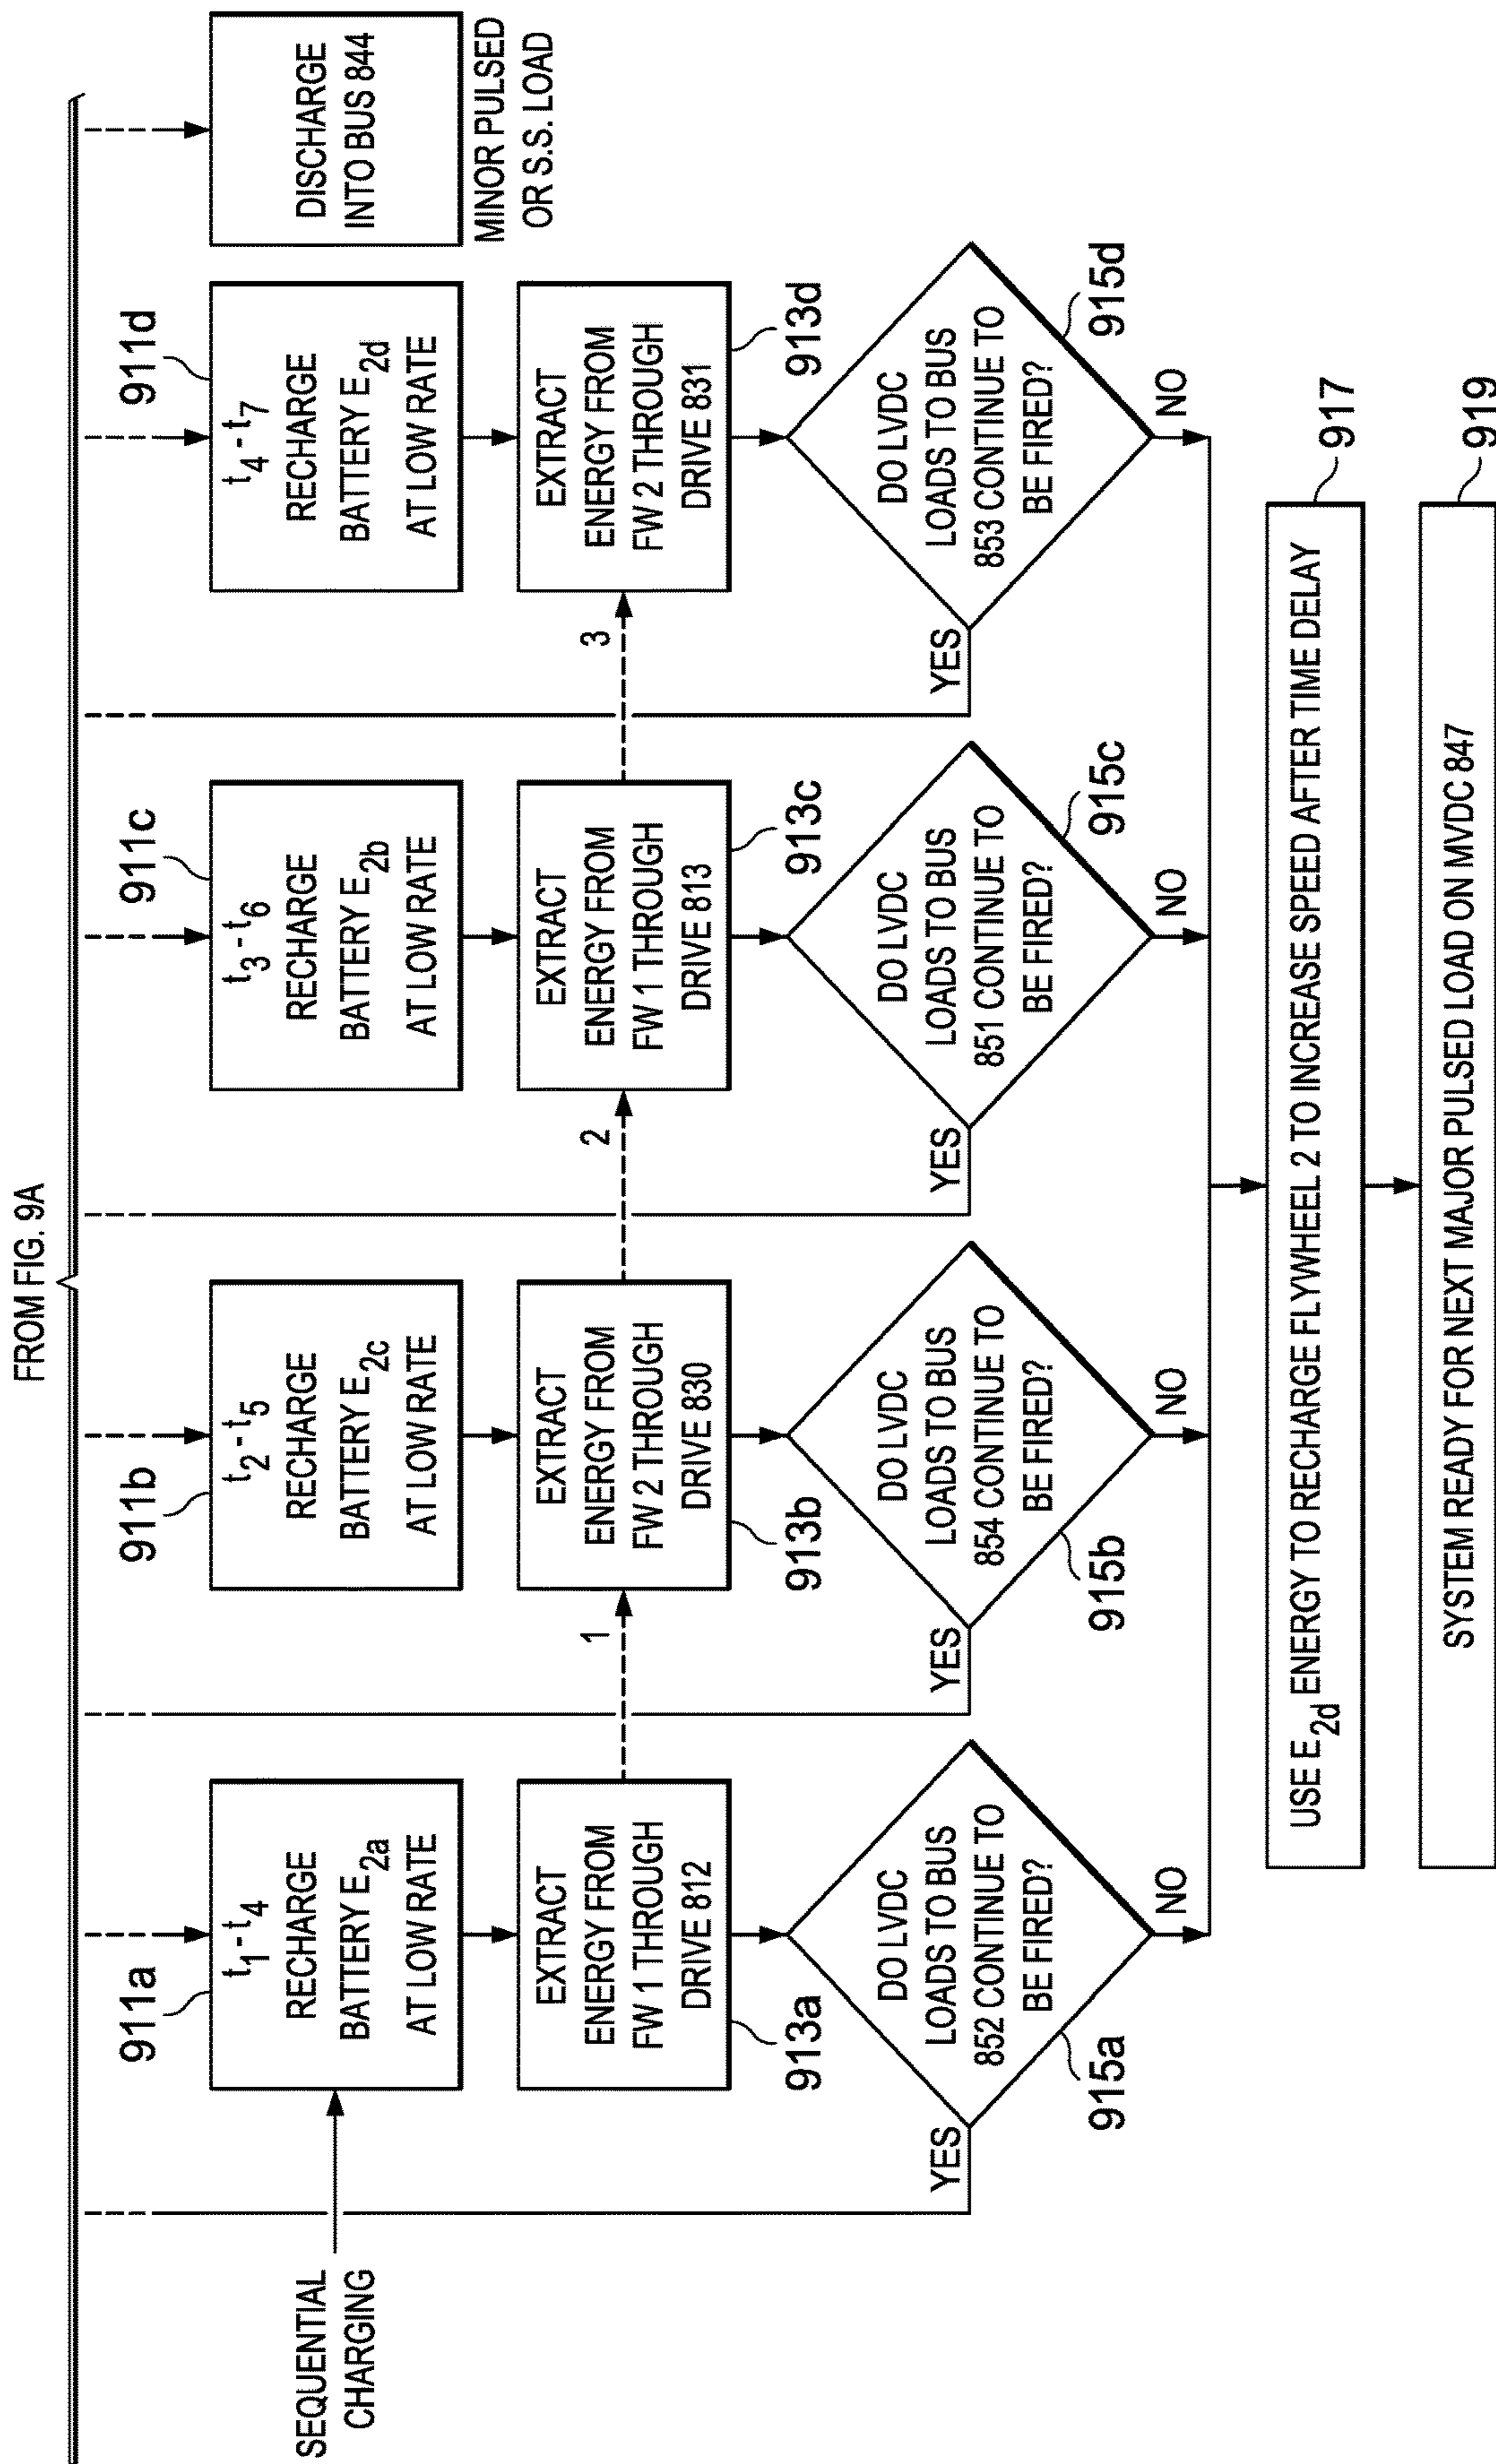 FROM FIG. 9A
SEQUENTIAL
CHARGING
911a
t1 - t4
RECHARGE
BATTERY E2a
AT LOW RATE
911b
t2 - t5
RECHARGE
BATTERY E2c
AT LOW RATE
911c
t3 - t6
RECHARGE
BATTERY E2b
AT LOW RATE
911d
t4 - t7
RECHARGE
BATTERY E2d
AT LOW RATE
DISCHARGE
INTO BUS 844
MINOR PULSED
OR S.S. LOAD
EXTRACT
ENERGY FROM
FW 1 THROUGH
DRIVE 812
913a
1
EXTRACT
ENERGY FROM
FW 2 THROUGH
DRIVE 830
913b
2
EXTRACT
ENERGY FROM
FW 1 THROUGH
DRIVE 813
913c
3
EXTRACT
ENERGY FROM
FW 2 THROUGH
DRIVE 831
913d
YES
DO LVDC
LOADS TO BUS
852 CONTINUE TO
BE FIRED?
915a
NO
YES
DO LVDC
LOADS TO BUS
854 CONTINUE TO
BE FIRED?
915b
NO
YES
DO LVDC
LOADS TO BUS
851 CONTINUE TO
BE FIRED?
915c
NO
YES
DO LVDC
LOADS TO BUS
853 CONTINUE TO
BE FIRED?
915d
NO
USE E2d ENERGY TO RECHARGE FLYWHEEL 2 TO INCREASE SPEED AFTER TIME DELAY
917
SYSTEM READY FOR NEXT MAJOR PULSED LOAD ON MVDC 847
919